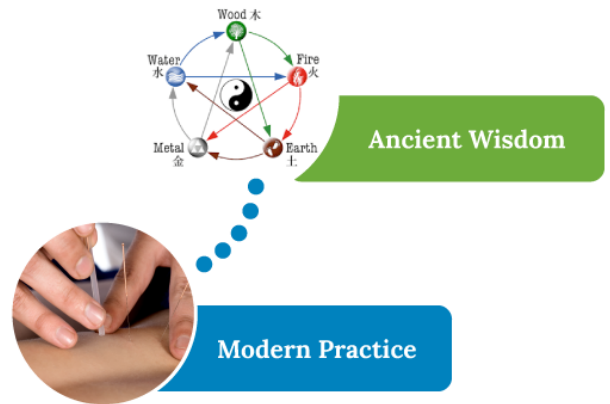 Wood 木
Water
水
Fire
火
Metal
金
Earth
土
Ancient Wisdom
Modern Practice